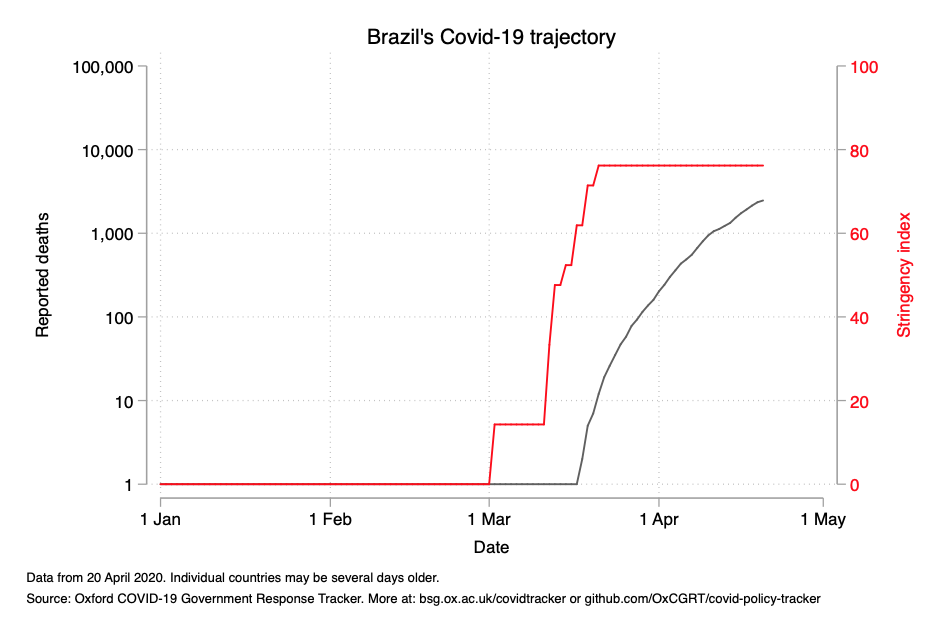 Brazil's Covid-19 trajectory
100,000
10,000
1,000
100
10
1
Reported deaths
100
80
60
40
20
0
Stringency index
1 Jan
1 Feb
1 Mar
1 Apr
1 May
Date
Data from 20 April 2020. Individual countries may be several days older.
Source: Oxford COVID-19 Government Response Tracker. More at: bsg.ox.ac.uk/covidtracker or github.com/OxCGRT/covid-policy-tracker